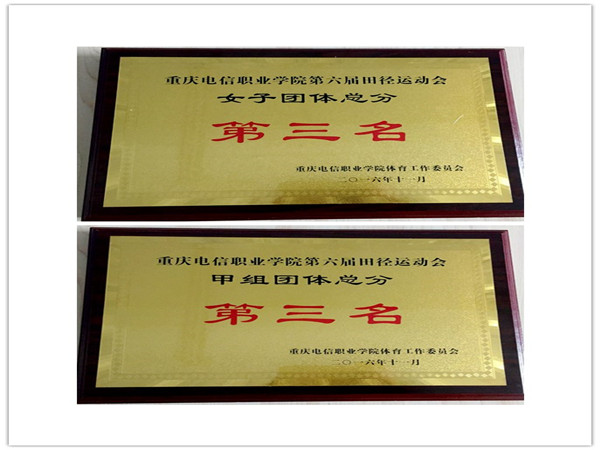 重庆电信职业学院第六届田径运动会
女子团体总分
第三名
重庆电信职业学院体育工作委员会
二〇一六年十一月
重庆电信职业学院第六届田径运动会
甲组团体总分
第三名
重庆电信职业学院体育工作委员会
二〇一六年十一月